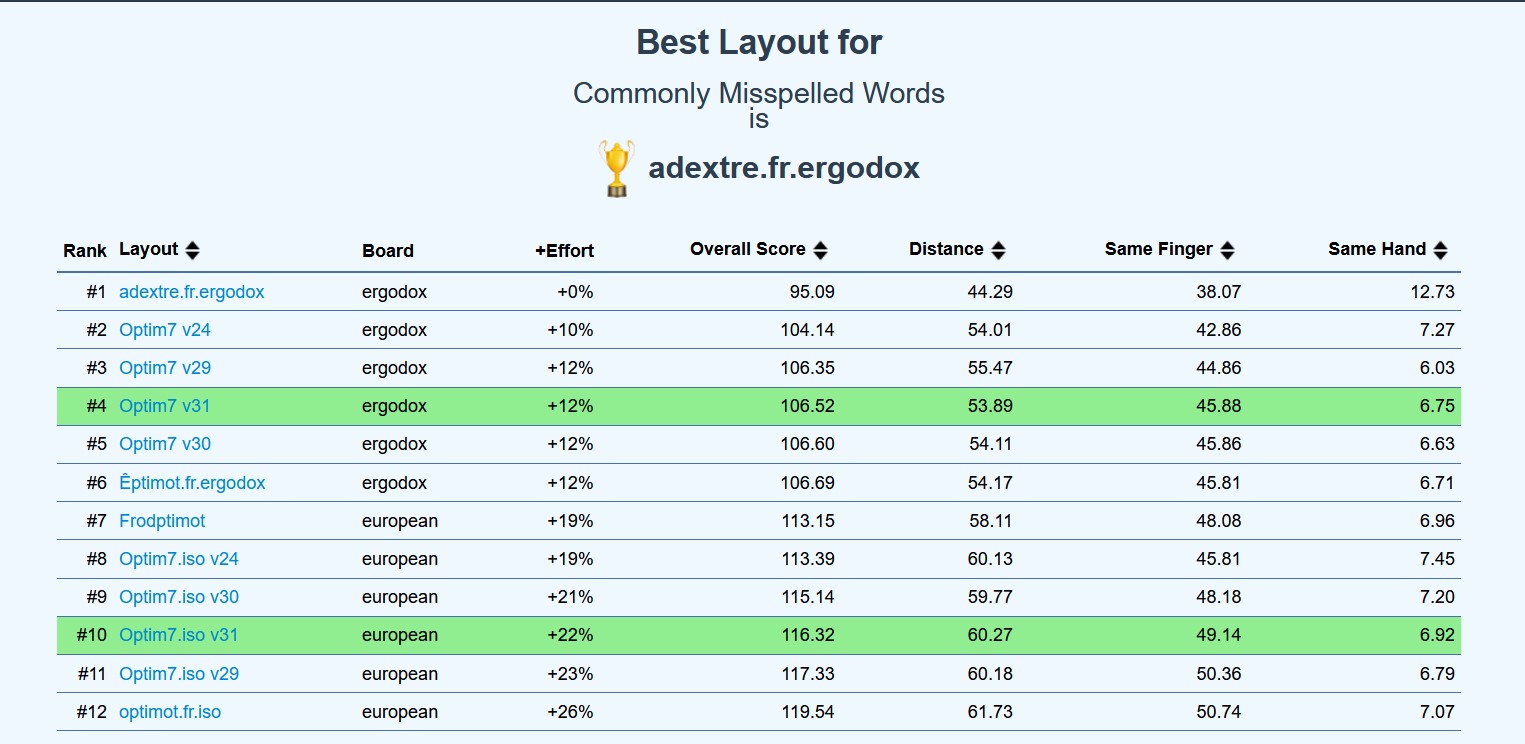 Best Layout for
Commonly Misspelled Words
is
adextre.fr.ergodox
Rank Layout Board +Effort Overall Score Distance Same Finger Same Hand
#1 adextre.fr.ergodox ergodox +0% 95.09 44.29 38.07 12.73
#2 Optim7 v24 ergodox +10% 104.14 54.01 42.86 7.27
#3 Optim7 v29 ergodox +12% 106.35 55.47 44.86 6.03
#4 Optim7 v31 ergodox +12% 106.52 53.89 45.88 6.75
#5 Optim7 v30 ergodox +12% 106.60 54.11 45.86 6.63
#6 Êptimot.fr.ergodox ergodox +12% 106.69 54.17 45.81 6.71
#7 Frodptimot european +19% 113.15 58.11 48.08 6.96
#8 Optim7.iso v24 european +19% 113.39 60.13 45.81 7.45
#9 Optim7.iso v30 european +21% 115.14 59.77 48.18 7.20
#10 Optim7.iso v31 european +22% 116.32 60.27 49.14 6.92
#11 Optim7.iso v29 european +23% 117.33 60.18 50.36 6.79
#12 optimot.fr.iso european +26% 119.54 61.73 50.74 7.07